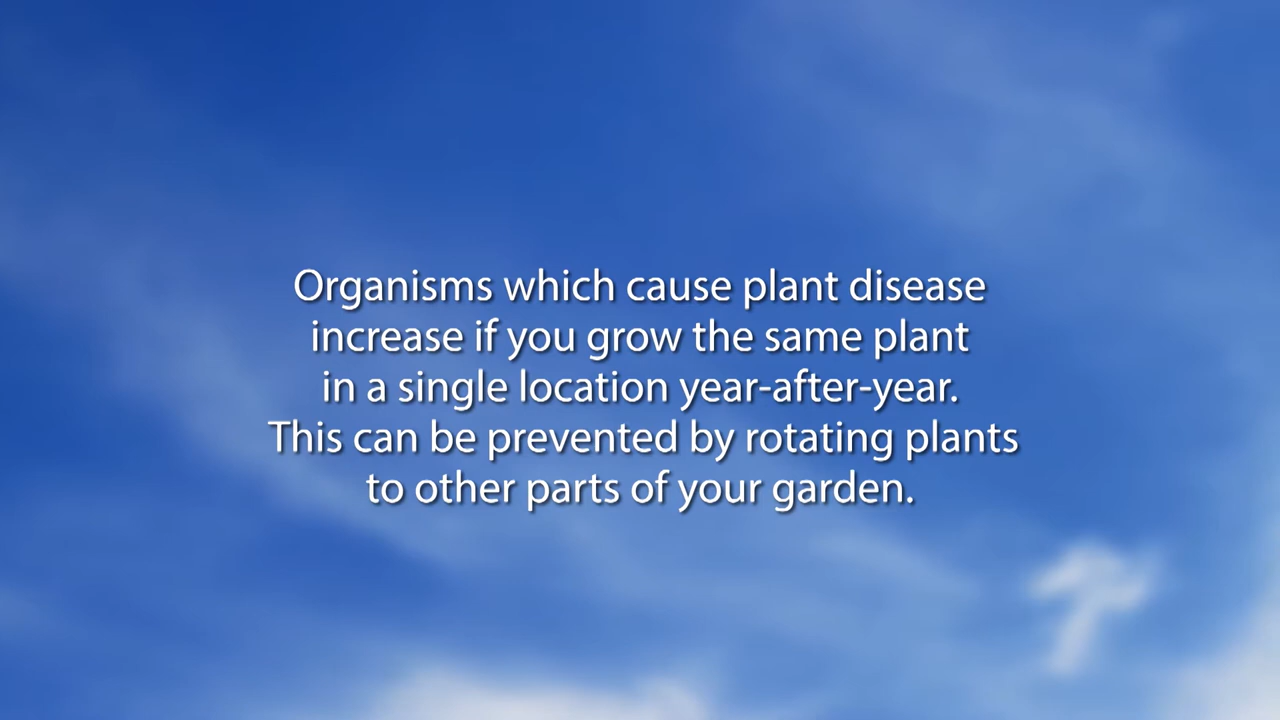 Organisms which cause plant disease
increase if you grow the same plant
in a single location year-after-year.
This can be prevented by rotating plants
to other parts of your garden.